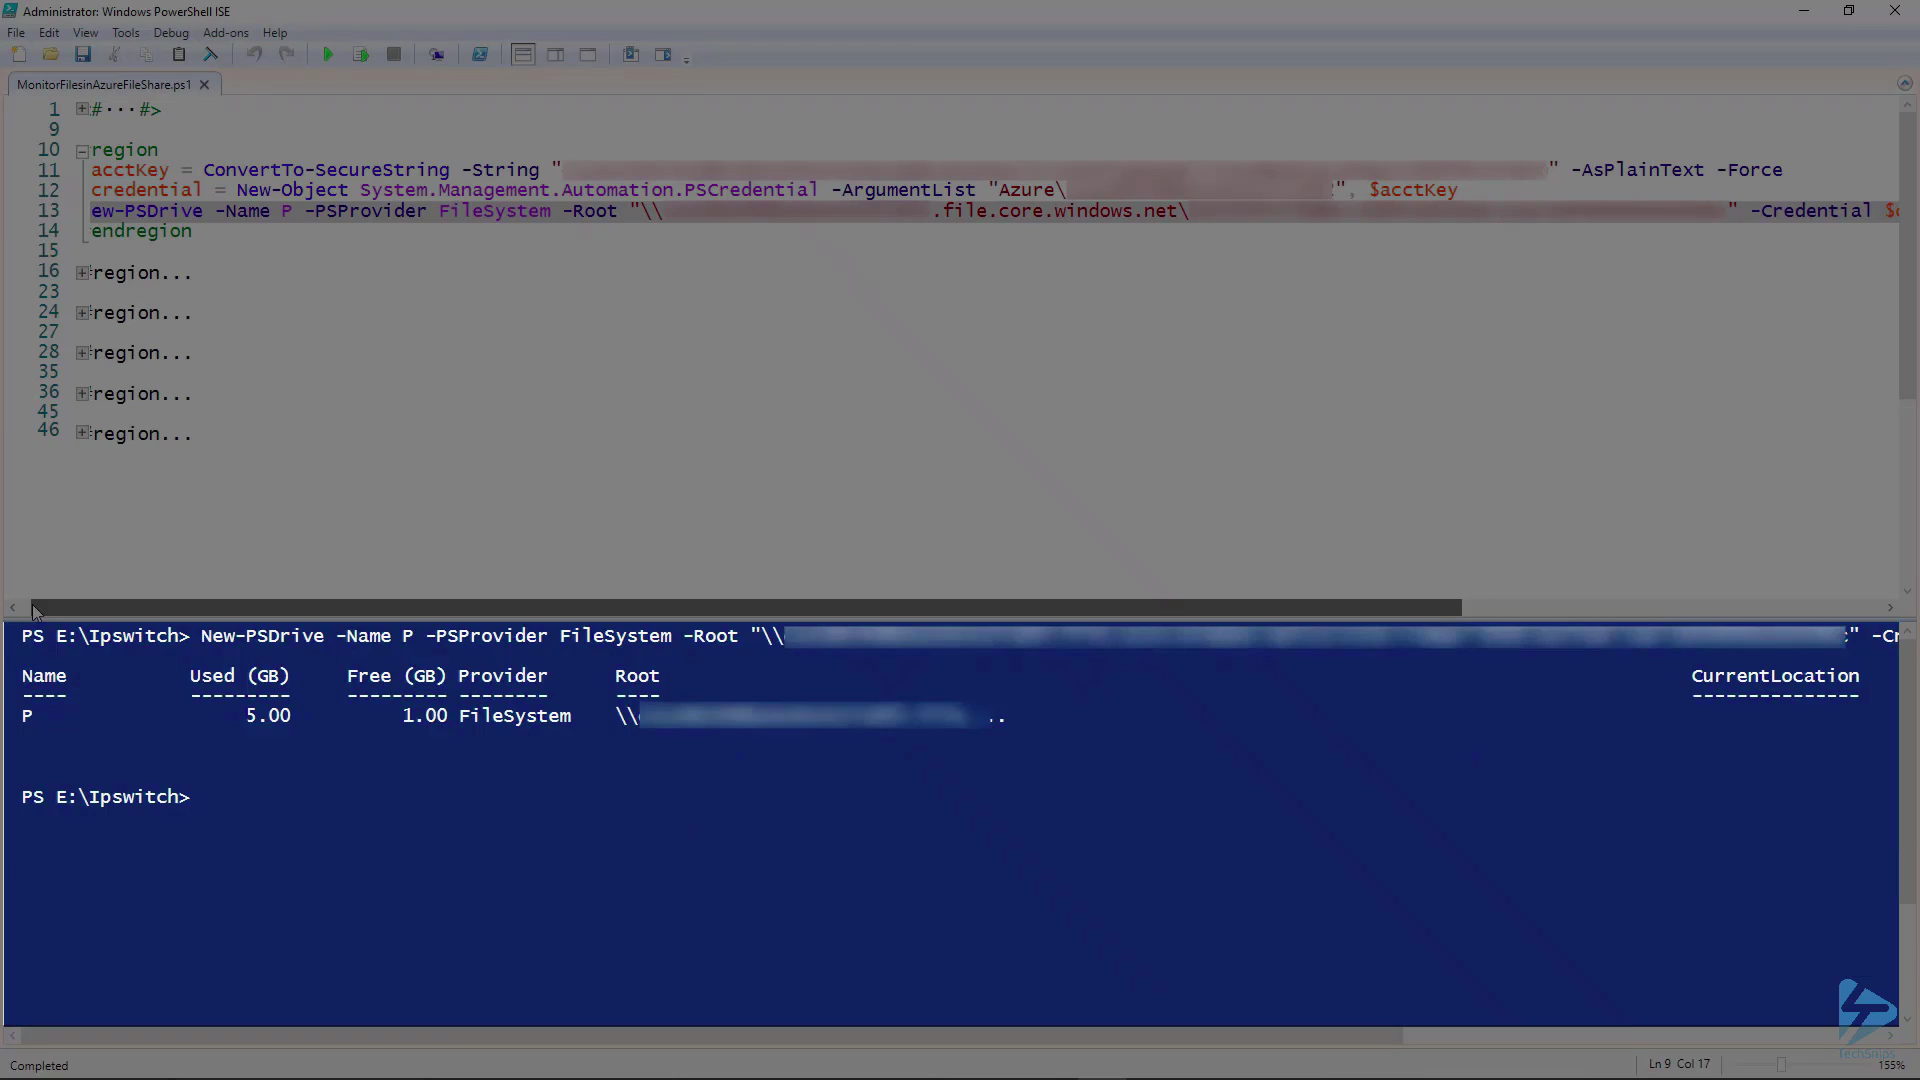 Administrator: Windows PowerShell ISE
File Edit View Tools Debug Add-ons Help
MonitorFilesinAzureFileShare.ps1
1 #···#>
9
10 region
11 acctKey = ConvertTo-SecureString -String " " -AsPlainText -Force
12 credential = New-Object System.Management.Automation.PSCredential -ArgumentList "Azure\ ", $acctKey
13 ew-PSDrive -Name P -PSProvider FileSystem -Root "\\ .file.core.windows.net\ " -Credential $
14 endregion
15
16 region...
23
24 region...
27
28 region...
35
36 region...
45
46 region...
PS E:\Ipswitch> New-PSDrive -Name P -PSProvider FileSystem -Root "\\ " -Cr
Name Used (GB) Free (GB) Provider Root CurrentLocation
---- --------- --------- -------- ---- ---------------
P 5.00 1.00 FileSystem \\ ..
PS E:\Ipswitch>
TechSnips
Completed Ln 9 Col 17 155%